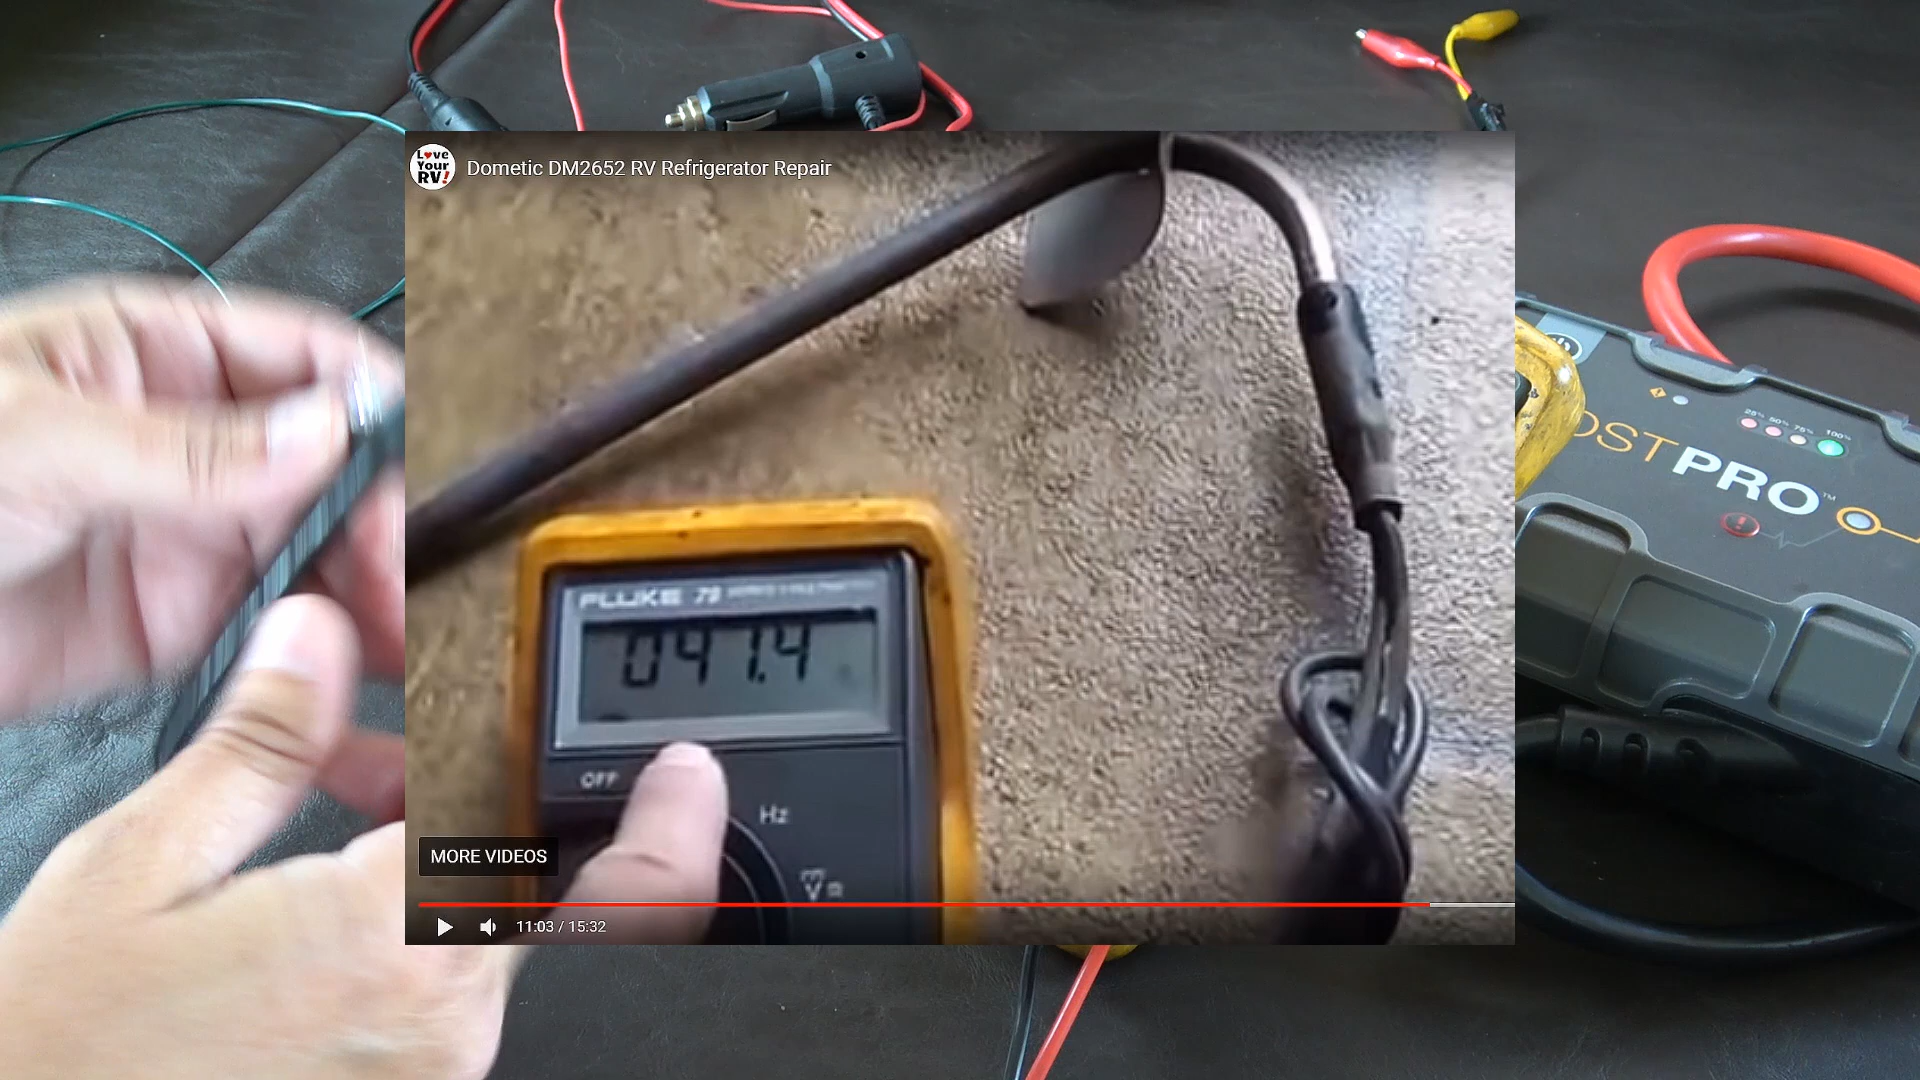 Love
Your
RV!
Dometic DM2652 RV Refrigerator Repair
FLUKE 79
041.4
OFF
Hz
V
MORE VIDEOS
11:03 / 15:32
25% 50% 75% 100%
OSTPRO™